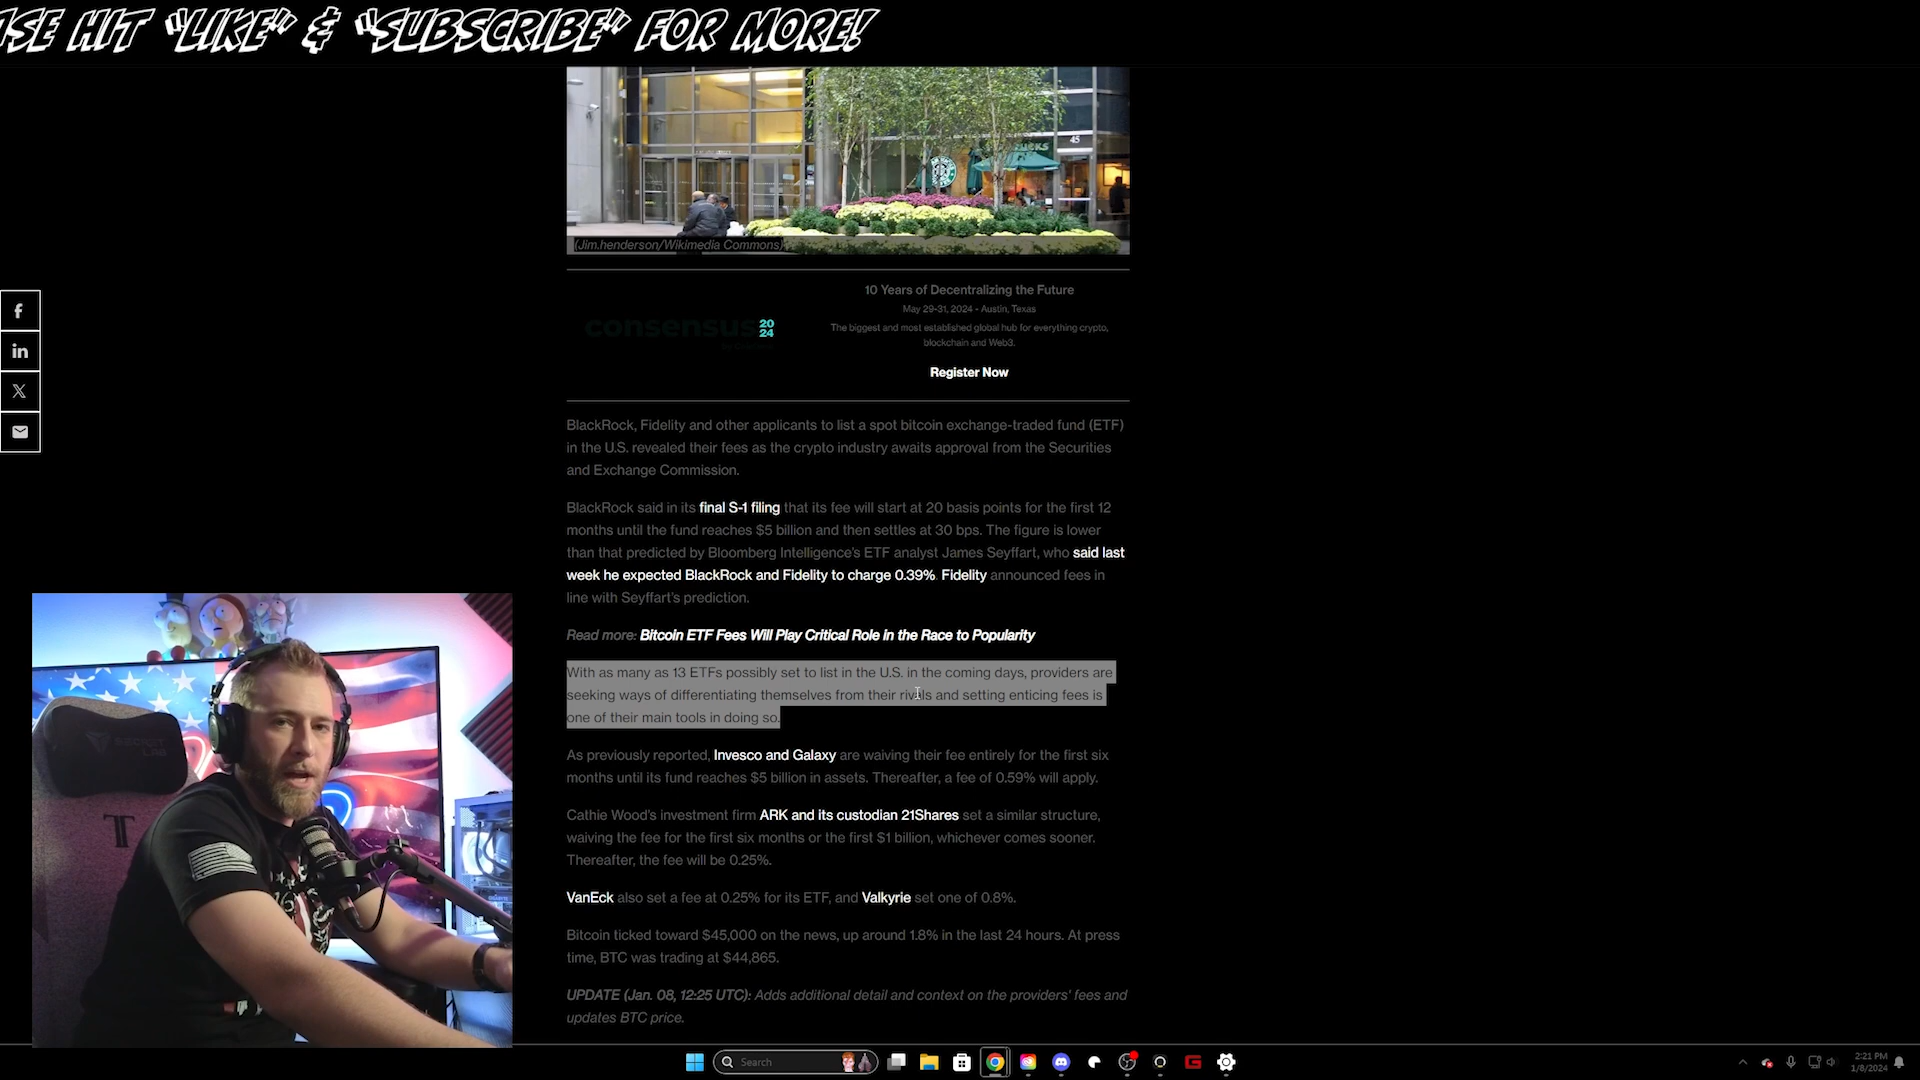 SE HIT "LIKE" & "SUBSCRIBE" FOR MORE!
45
(Jim.henderson/Wikimedia Commons)
consensus 20 24
10 Years of Decentralizing the Future
May 29-31, 2024 - Austin, Texas
The biggest and most established global hub for everything crypto,
blockchain and Web3.
Register Now
BlackRock, Fidelity and other applicants to list a spot bitcoin exchange-traded fund (ETF)
in the U.S. revealed their fees as the crypto industry awaits approval from the Securities
and Exchange Commission.
BlackRock said in its final S-1 filing that its fee will start at 20 basis points for the first 12
months until the fund reaches $5 billion and then settles at 30 bps. The figure is lower
than that predicted by Bloomberg Intelligence's ETF analyst James Seyffart, who said last
week he expected BlackRock and Fidelity to charge 0.39%. Fidelity announced fees in
line with Seyffart's prediction.
Read more: Bitcoin ETF Fees Will Play Critical Role in the Race to Popularity
With as many as 13 ETFs possibly set to list in the U.S. in the coming days, providers are
seeking ways of differentiating themselves from their rivals and setting enticing fees is
one of their main tools in doing so.
As previously reported, Invesco and Galaxy are waiving their fee entirely for the first six
months until its fund reaches $5 billion in assets. Thereafter, a fee of 0.59% will apply.
Cathie Wood's investment firm ARK and its custodian 21Shares set a similar structure,
waiving the fee for the first six months or the first $1 billion, whichever comes sooner.
Thereafter, the fee will be 0.25%.
VanEck also set a fee at 0.25% for its ETF, and Valkyrie set one of 0.8%.
Bitcoin ticked toward $45,000 on the news, up around 1.8% in the last 24 hours. At press
time, BTC was trading at $44,865.
UPDATE (Jan. 08, 12:25 UTC): Adds additional detail and context on the providers' fees and
updates BTC price.
SECRETLAB
Search
2:21 PM
1/8/2024